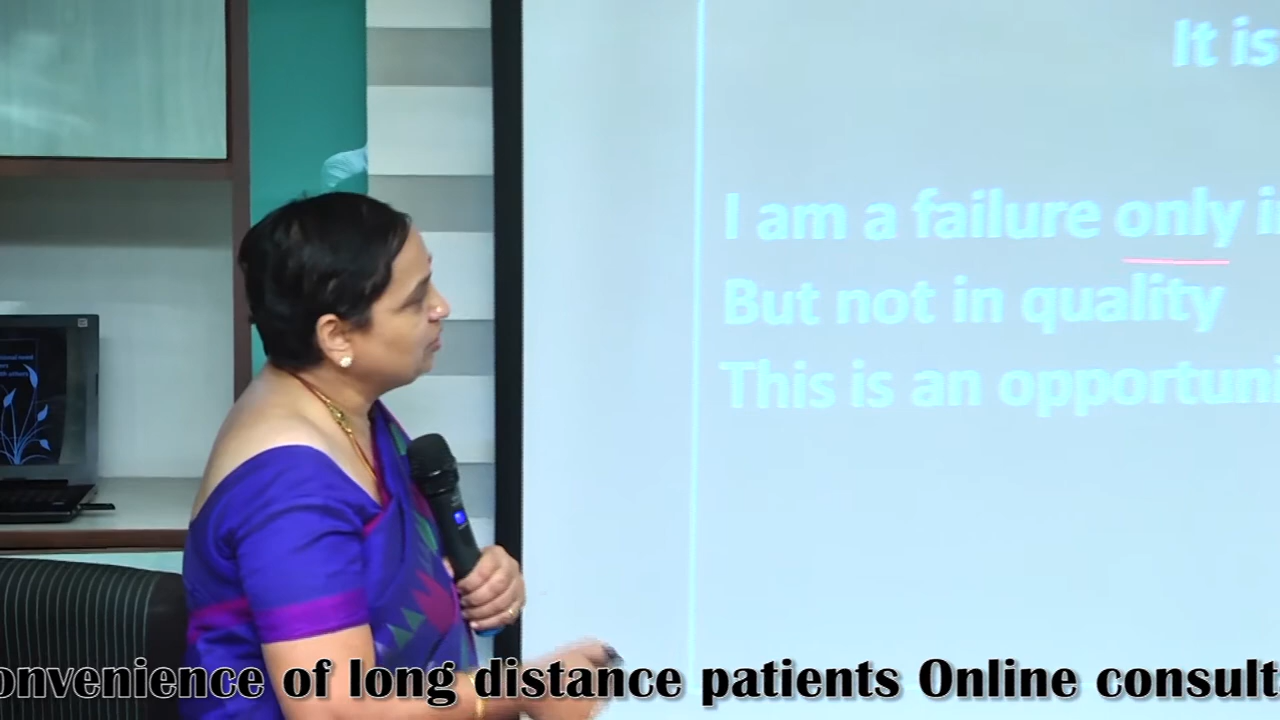 It is
I am a failure only i
But not in quality
This is an opportuni
onvenience of long distance patients Online consult